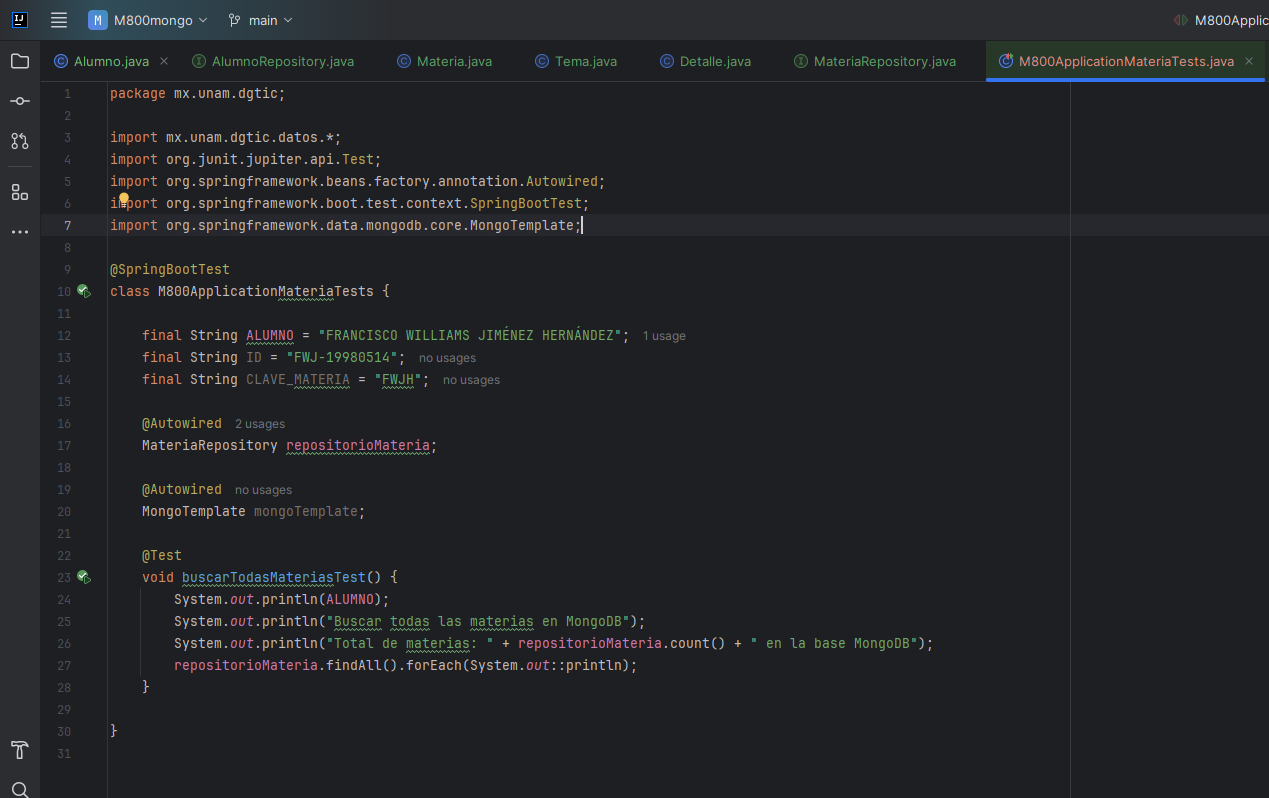 M M800mongo main M800Applic
Alumno.java AlumnoRepository.java Materia.java Tema.java Detalle.java MateriaRepository.java M800ApplicationMateriaTests.java
1 package mx.unam.dgtic;
2
3 import mx.unam.dgtic.datos.*;
4 import org.junit.jupiter.api.Test;
5 import org.springframework.beans.factory.annotation.Autowired;
6 import org.springframework.boot.test.context.SpringBootTest;
7 import org.springframework.data.mongodb.core.MongoTemplate;
8
9 @SpringBootTest
10 class M800ApplicationMateriaTests {
11
12 final String ALUMNO = "FRANCISCO WILLIAMS JIMÉNEZ HERNÁNDEZ"; 1 usage
13 final String ID = "FWJ-19980514"; no usages
14 final String CLAVE_MATERIA = "FWJH"; no usages
15
16 @Autowired 2 usages
17 MateriaRepository repositorioMateria;
18
19 @Autowired no usages
20 MongoTemplate mongoTemplate;
21
22 @Test
23 void buscarTodasMateriasTest() {
24 System.out.println(ALUMNO);
25 System.out.println("Buscar todas las materias en MongoDB");
26 System.out.println("Total de materias: " + repositorioMateria.count() + " en la base MongoDB");
27 repositorioMateria.findAll().forEach(System.out::println);
28 }
29
30 }
31